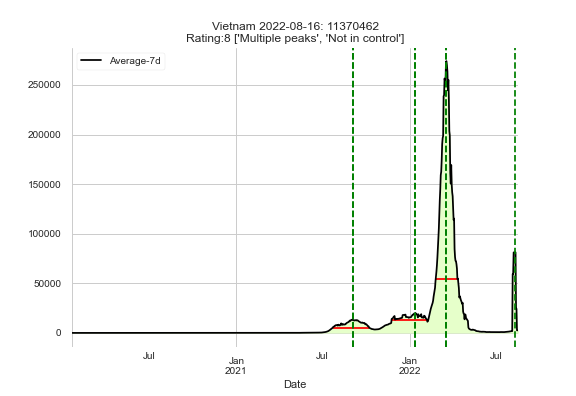 Vietnam 2022-08-16: 11370462
Rating:8 ['Multiple peaks', 'Not in control']
Average-7d
250000
200000
150000
100000
50000
0
Jul
Jan
2021
Jul
Jan
2022
Jul
Date